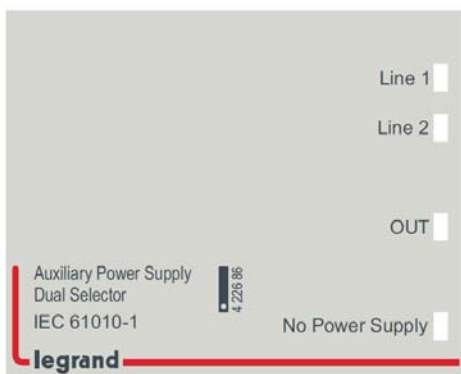 Line 1
Line 2
OUT
Auxiliary Power Supply
Dual Selector
IEC 61010-1
4 226 86
No Power Supply
legrand